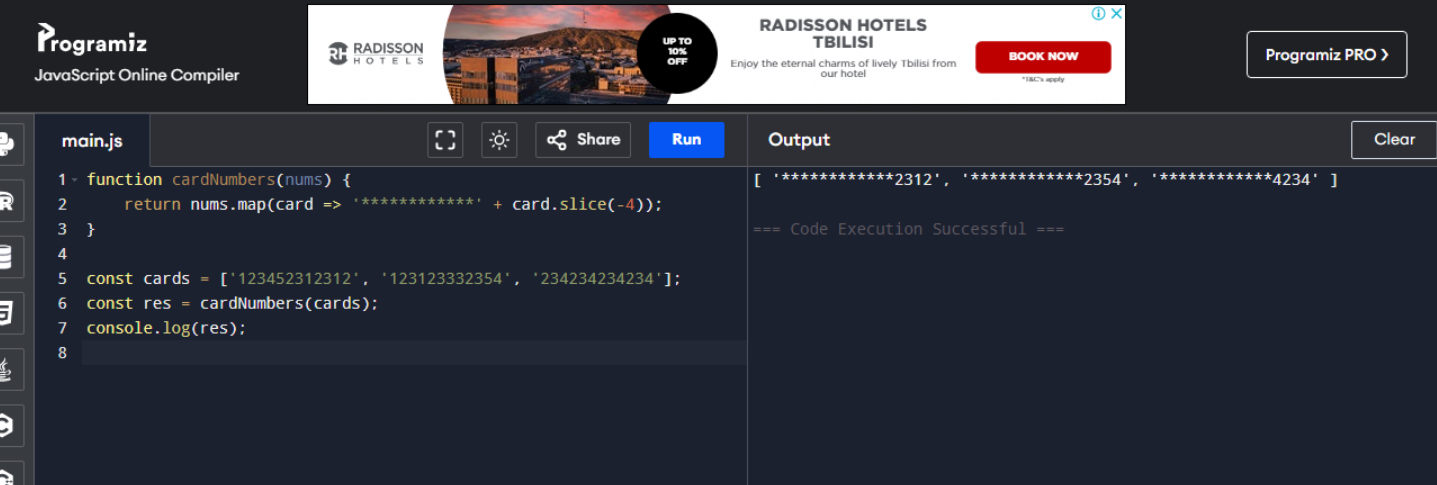 Programiz
JavaScript Online Compiler
RH RADISSON
HOTELS
UP TO
10%
OFF
RADISSON HOTELS
TBILISI
Enjoy the eternal charms of lively Tbilisi from
our hotel
BOOK NOW
*T&C's apply
Programiz PRO >
main.js
Share
Run
Output
Clear
1 function cardNumbers(nums) {
2     return nums.map(card => '************' + card.slice(-4));
3 }
4
5 const cards = ['123452312312', '123123332354', '234234234234'];
6 const res = cardNumbers(cards);
7 console.log(res);
8
[ '************2312', '************2354', '************4234' ]
=== Code Execution Successful ===